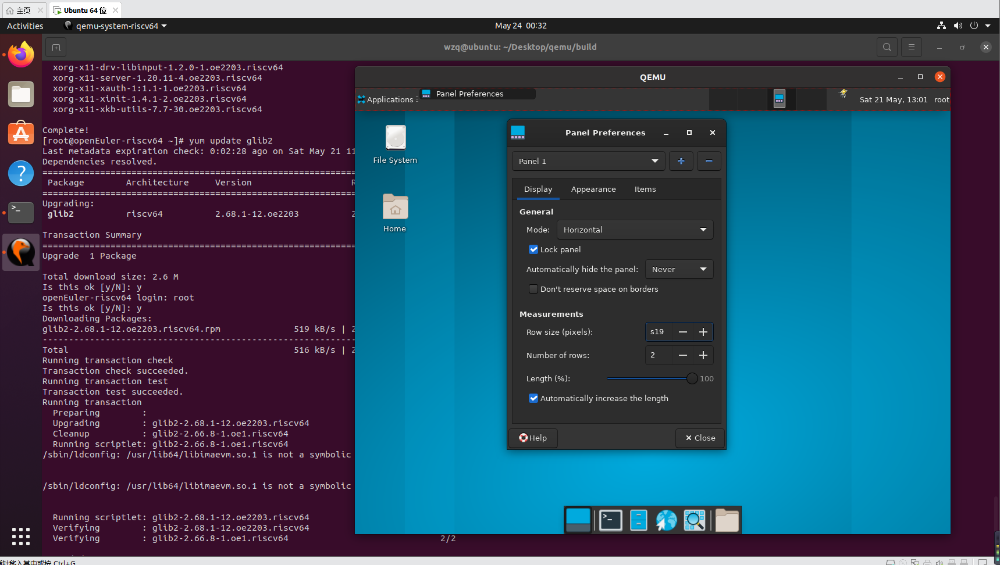 主页
Ubuntu 64 位
Activities
qemu-system-riscv64
May 24 00:32
wzq@ubuntu: ~/Desktop/qemu/build
xorg-x11-drv-libinput-1.2.0-1.oe2203.riscv64
xorg-x11-server-1.20.11-4.oe2203.riscv64
xorg-x11-xauth-1:1.1-1.oe2203.riscv64
xorg-x11-xinit-1.4.1-2.oe2203.riscv64
xorg-x11-xkb-utils-7.7-30.oe2203.riscv64
Complete!
[root@openEuler-riscv64 ~]# yum update glib2
Last metadata expiration check: 0:02:28 ago on Sat May 21 11
Dependencies resolved.
================================================================
Package Architecture Version R
================================================================
Upgrading:
glib2 riscv64 2.68.1-12.oe2203 2
Transaction Summary
================================================================
Upgrade 1 Package
Total download size: 2.6 M
Is this ok [y/N]: y
openEuler-riscv64 login: root
Is this ok [y/N]: y
Downloading Packages:
glib2-2.68.1-12.oe2203.riscv64.rpm 519 kB/s | 2
----------------------------------------------------------------
Total 516 kB/s | 2
Running transaction check
Transaction check succeeded.
Running transaction test
Transaction test succeeded.
Running transaction
Preparing :
Upgrading : glib2-2.68.1-12.oe2203.riscv64
Cleanup : glib2-2.66.8-1.oe1.riscv64
Running scriptlet: glib2-2.66.8-1.oe1.riscv64
/sbin/ldconfig: /usr/lib64/libimaevm.so.1 is not a symbolic
/sbin/ldconfig: /usr/lib64/libimaevm.so.1 is not a symbolic
Running scriptlet: glib2-2.68.1-12.oe2203.riscv64
Verifying : glib2-2.68.1-12.oe2203.riscv64
Verifying : glib2-2.66.8-1.oe1.riscv64 2/2
QEMU
Applications
Panel Preferences
Sat 21 May, 13:01
root
File System
Home
Panel Preferences
Panel 1
Display Appearance Items
General
Mode: Horizontal
Lock panel
Automatically hide the panel: Never
Don't reserve space on borders
Measurements
Row size (pixels): s19
Number of rows: 2
Length (%): 100
Automatically increase the length
Help
Close
指针移入其中或按 Ctrl+G